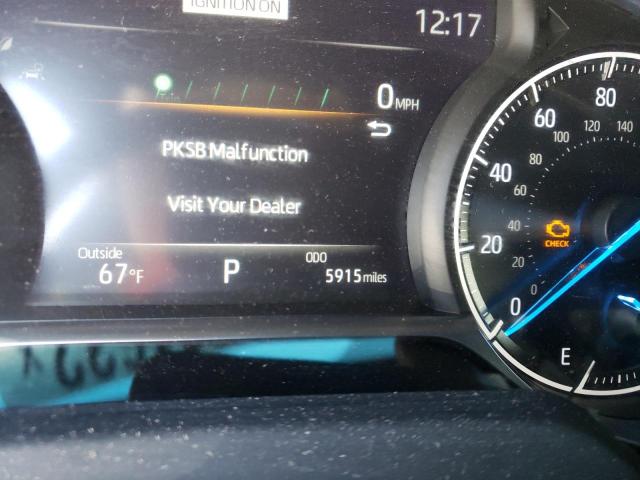 IGNITION ON
12:17
0 MPH
PKSB Malfunction
Visit Your Dealer
Outside
67°F
P
ODO
5915 miles
80
60
40
20
0
140
120
100
80
60
40
20
0
CHECK
E